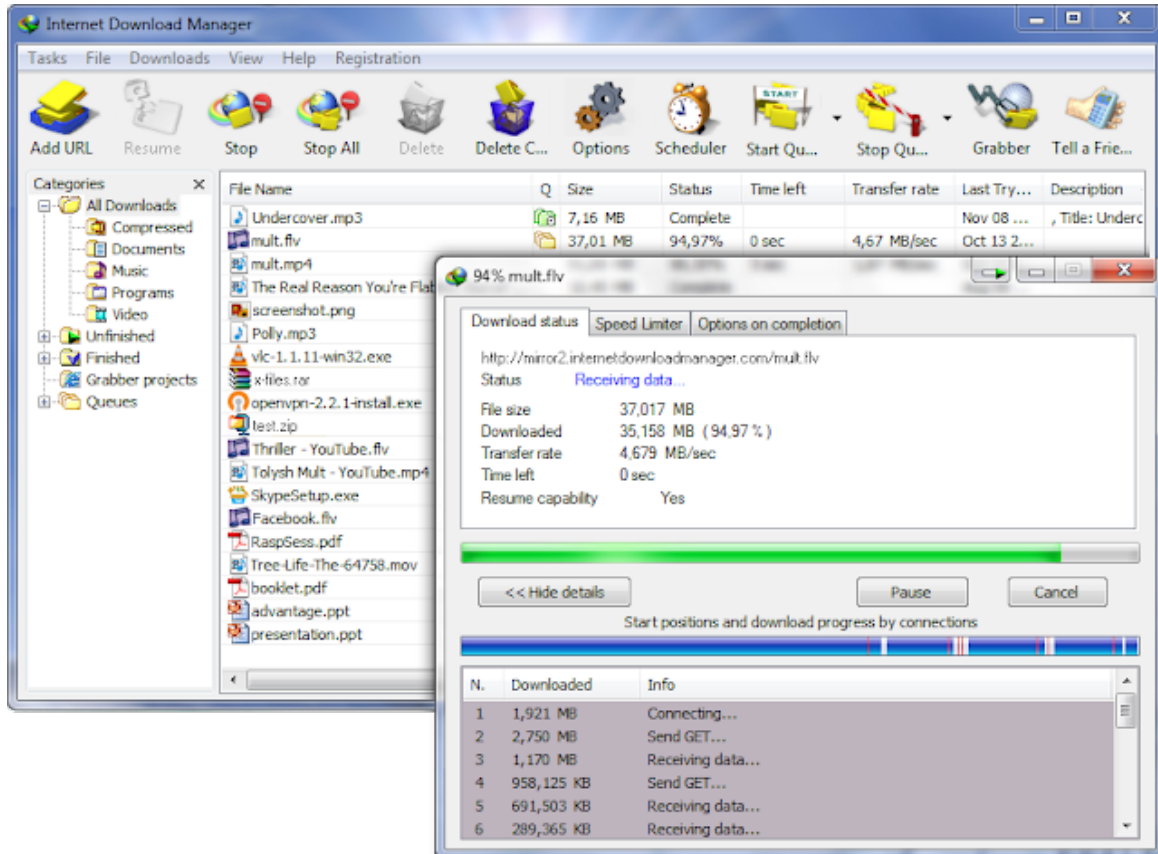 Internet Download Manager
Tasks File Downloads View Help Registration
Add URL Resume Stop Stop All Delete Delete C... Options Scheduler Start Qu... Stop Qu... Grabber Tell a Frie...
START
Categories
All Downloads
Compressed
Documents
Music
Programs
Video
Unfinished
Finished
Grabber projects
Queues
File Name Q Size Status Time left Transfer rate Last Try... Description
Undercover.mp3 7,16 MB Complete Nov 08 ... , Title: Underc
mult.flv 37,01 MB 94,97% 0 sec 4,67 MB/sec Oct 13 2...
mult.mp4
The Real Reason You're Flat
screenshot.png
Polly.mp3
vlc-1.1.11-win32.exe
x-files.rar
openvpn-2.2.1-install.exe
test.zip
Thriller - YouTube.flv
Tolysh Mult - YouTube.mp4
SkypeSetup.exe
Facebook.flv
RaspSess.pdf
Tree-Life-The-64758.mov
booklet.pdf
advantage.ppt
presentation.ppt
94% mult.flv
Download status Speed Limiter Options on completion
http://mirror2.internetdownloadmanager.com/mult.flv
Status Receiving data...
File size 37,017 MB
Downloaded 35,158 MB ( 94,97 % )
Transfer rate 4,679 MB/sec
Time left 0 sec
Resume capability Yes
<< Hide details Pause Cancel
Start positions and download progress by connections
N. Downloaded Info
1 1,921 MB Connecting...
2 2,750 MB Send GET...
3 1,170 MB Receiving data...
4 958,125 KB Send GET...
5 691,503 KB Receiving data...
6 289,365 KB Receiving data...